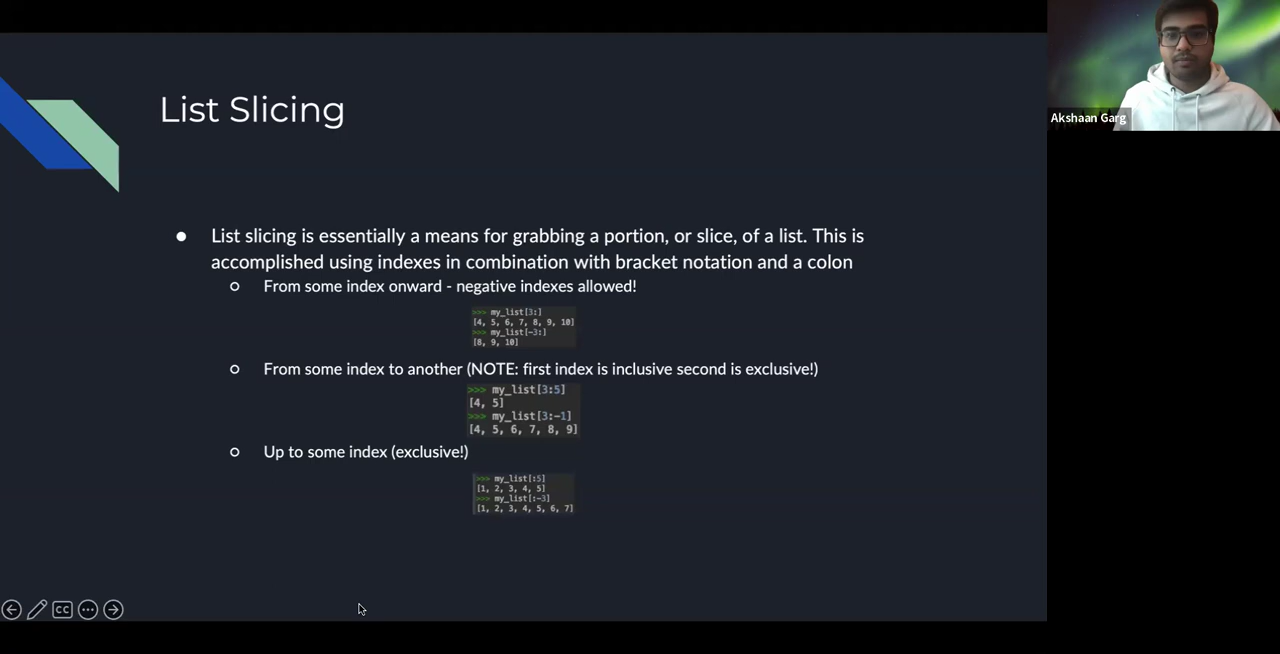 List Slicing
Akshaan Garg
● List slicing is essentially a means for grabbing a portion, or slice, of a list. This is
accomplished using indexes in combination with bracket notation and a colon
○ From some index onward - negative indexes allowed!
>>> my_list[3:]
[4, 5, 6, 7, 8, 9, 10]
>>> my_list[-3:]
[8, 9, 10]
○ From some index to another (NOTE: first index is inclusive second is exclusive!)
>>> my_list[3:5]
[4, 5]
>>> my_list[3:-1]
[4, 5, 6, 7, 8, 9]
○ Up to some index (exclusive!)
>>> my_list[:5]
[1, 2, 3, 4, 5]
>>> my_list[:-3]
[1, 2, 3, 4, 5, 6, 7]
CC